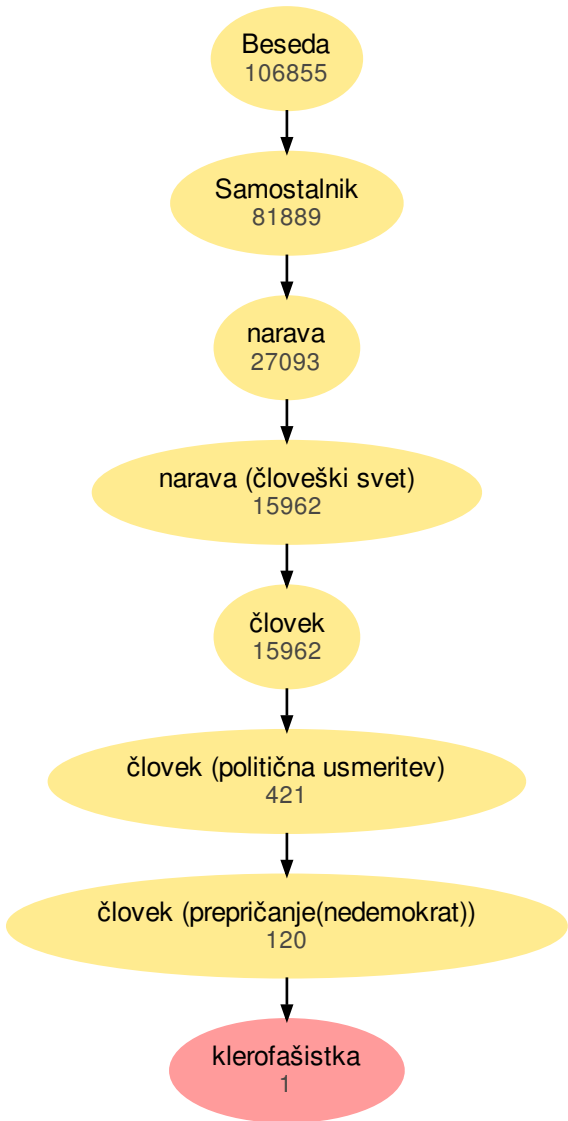 Beseda
106855
Samostalnik
81889
narava
27093
narava (človeški svet)
15962
človek
15962
človek (politična usmeritev)
421
človek (prepričanje(nedemokrat))
120
klerofašistka
1